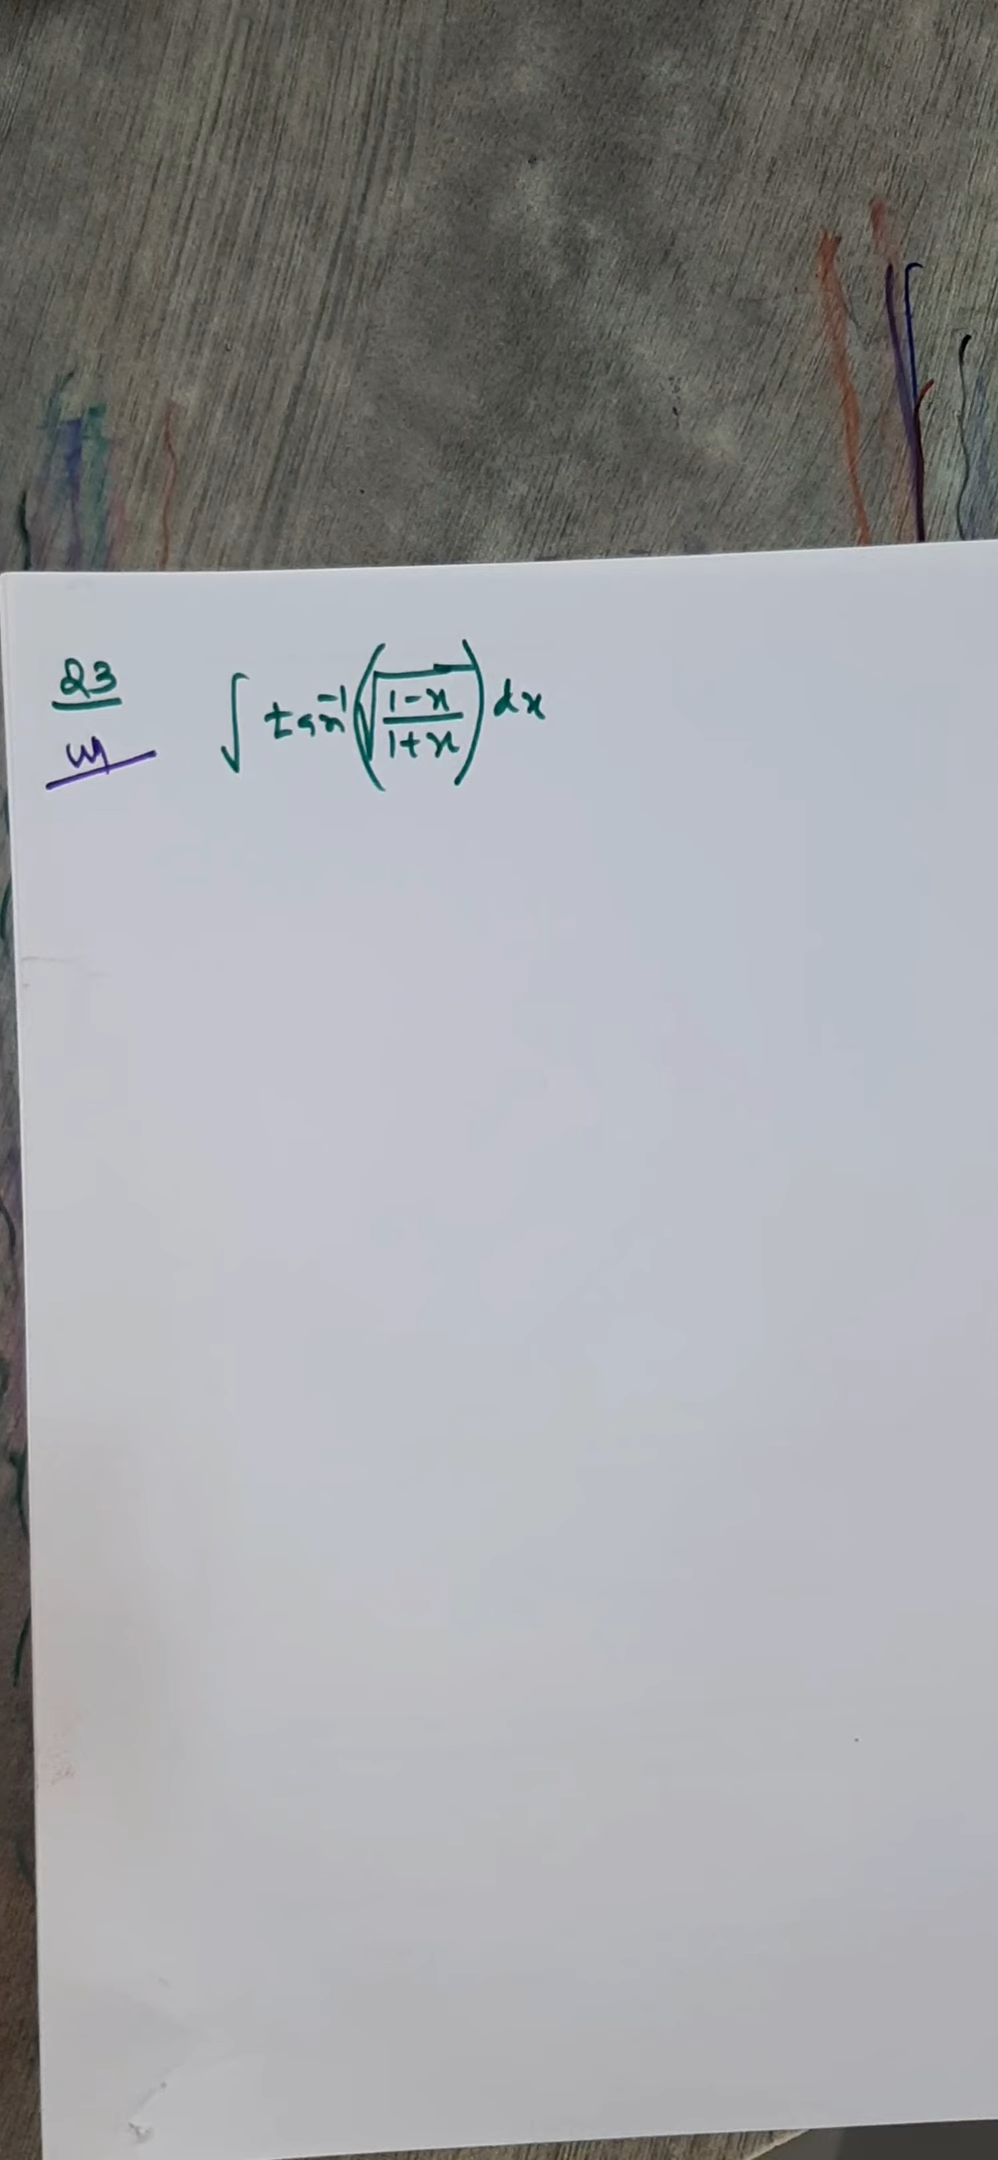 Q3 ∫ tan⁻¹(√((1-x)/(1+x))) dx